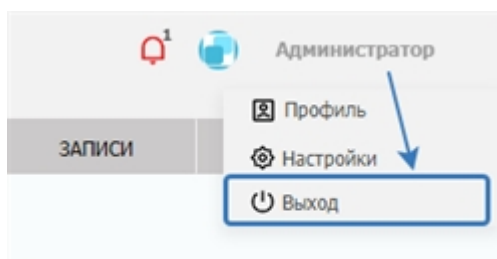 1
Администратор
Профиль
ЗАПИСИ
Настройки
Выход